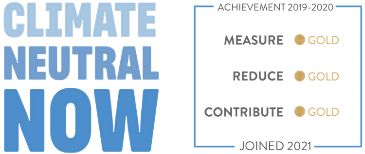 CLIMATE
NEUTRAL
NOW
ACHIEVEMENT 2019-2020
MEASURE GOLD
REDUCE GOLD
CONTRIBUTE GOLD
JOINED 2021